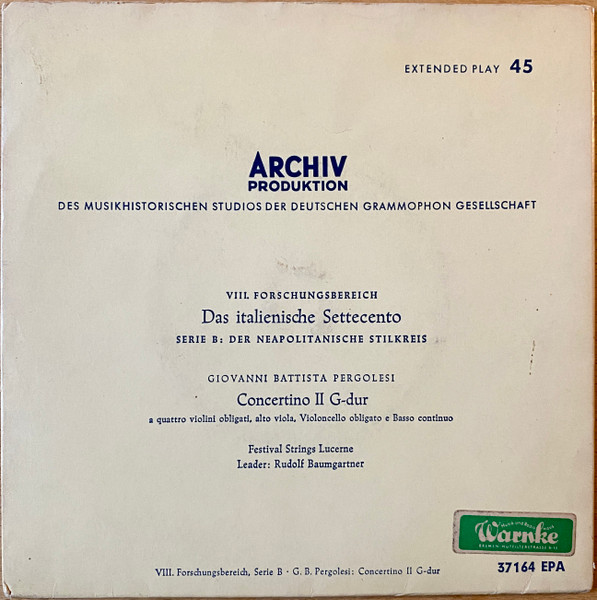 EXTENDED PLAY 45
ARCHIV
PRODUKTION
DES MUSIKHISTORISCHEN STUDIOS DER DEUTSCHEN GRAMMOPHON GESELLSCHAFT
VIII. FORSCHUNGSBEREICH
Das italienische Settecento
SERIE B: DER NEAPOLITANISCHE STILKREIS
GIOVANNI BATTISTA PERGOLESI
Concertino II G-dur
a quattro violini obligati, alto viola, Violoncello obligato e Basso continuo
Festival Strings Lucerne
Leader: Rudolf Baumgartner
Warnke
37164 EPA
VIII. Forschungsbereich, Serie B · G. B. Pergolesi: Concertino II G-dur